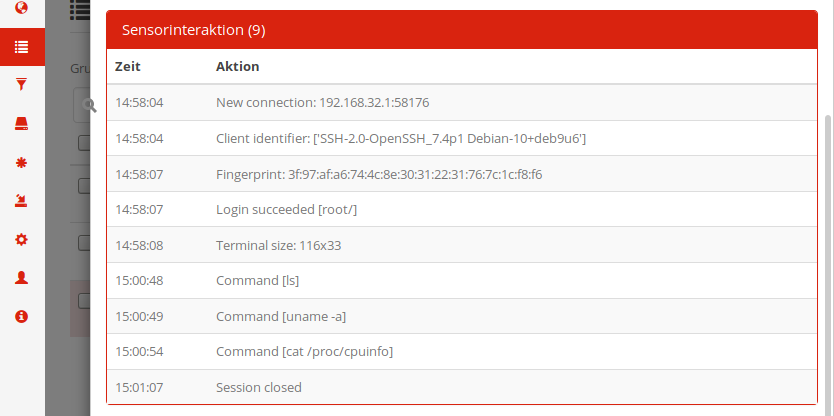 Sensorinteraktion (9)
Zeit Aktion
Gru
14:58:04 New connection: 192.168.32.1:58176
14:58:04 Client identifier: ['SSH-2.0-OpenSSH_7.4p1 Debian-10+deb9u6']
14:58:07 Fingerprint: 3f:97:af:a6:74:4c:8e:30:31:22:31:76:7c:1c:f8:f6
14:58:07 Login succeeded [root/]
14:58:08 Terminal size: 116x33
15:00:48 Command [ls]
15:00:49 Command [uname -a]
15:00:54 Command [cat /proc/cpuinfo]
15:01:07 Session closed